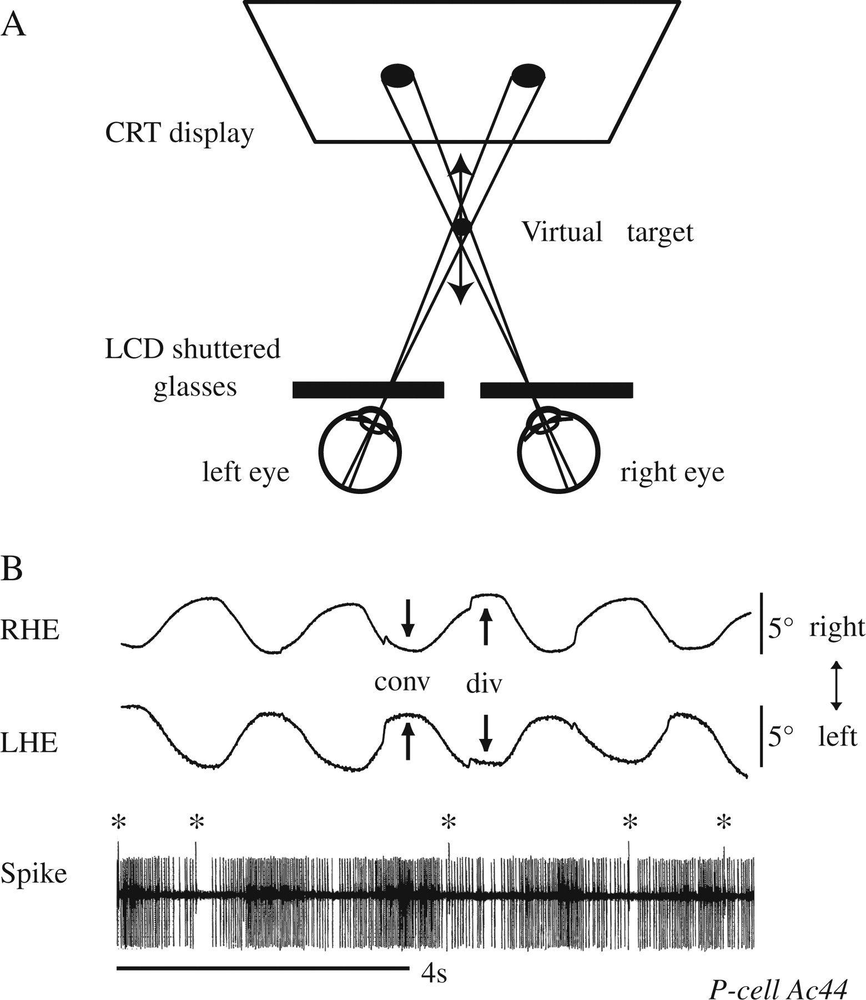 A
CRT display
Virtual target
LCD shuttered
glasses
left eye
right eye
B
RHE
5° right
conv
div
LHE
5° left
* * * * *
Spike
4s
P-cell Ac44